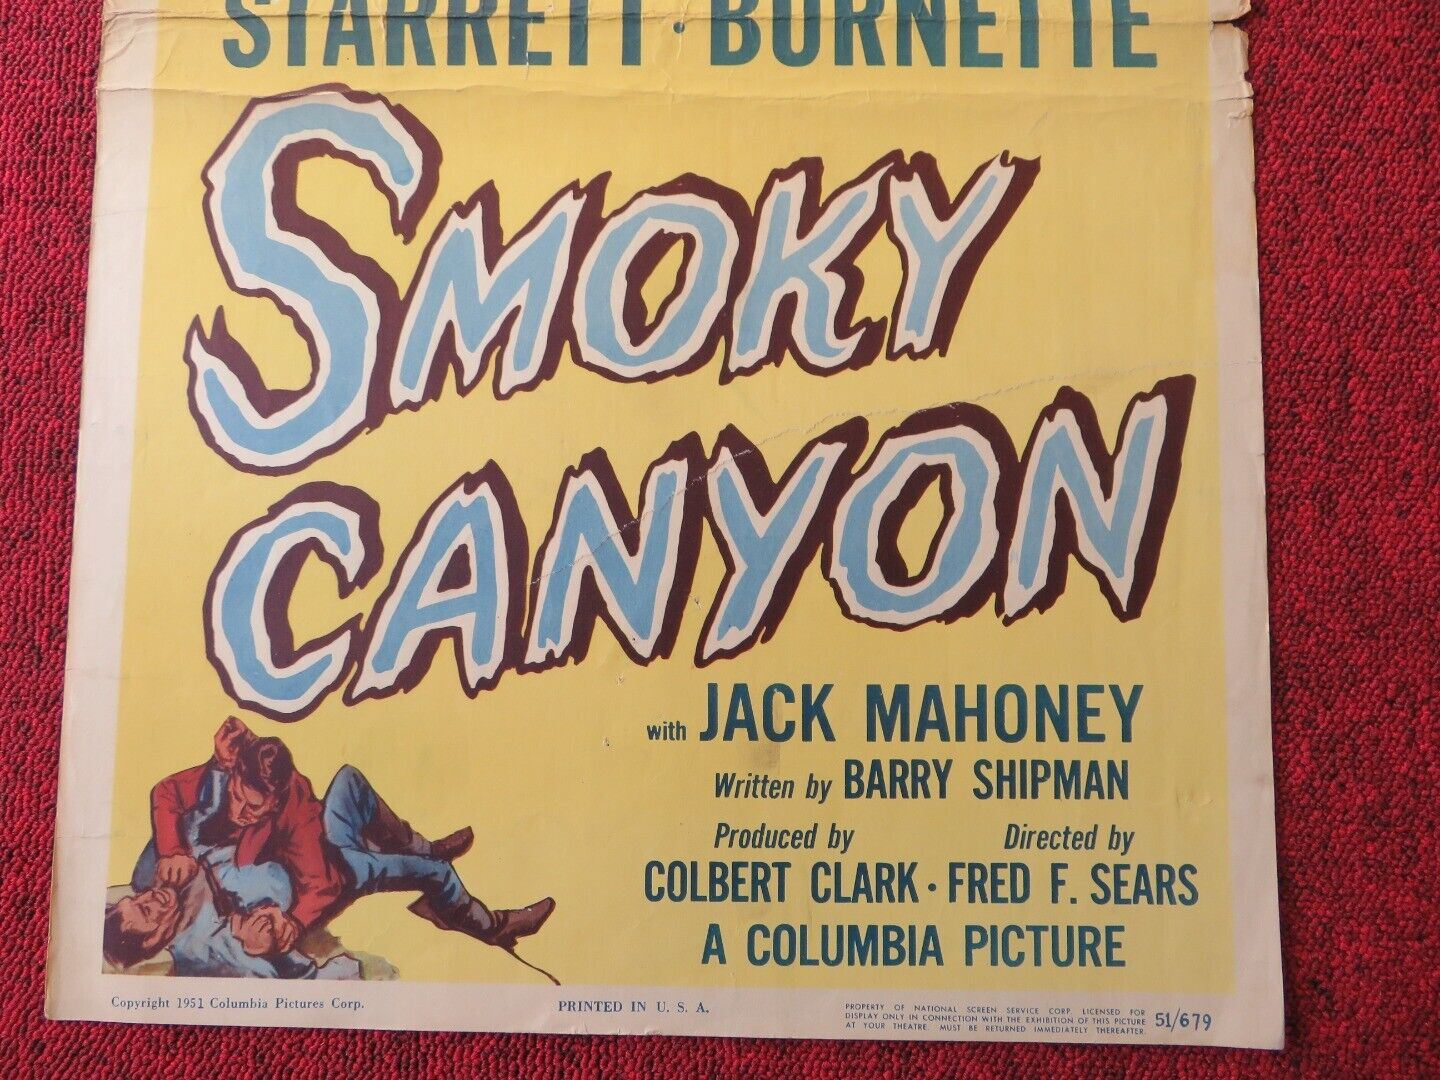 STARRETT · BURNETTE
SMOKY
CANYON
with JACK MAHONEY
Written by BARRY SHIPMAN
Produced by Directed by
COLBERT CLARK · FRED F. SEARS
A COLUMBIA PICTURE
Copyright 1951 Columbia Pictures Corp.
PRINTED IN U. S. A.
PROPERTY OF NATIONAL SCREEN SERVICE CORP. LICENSED FOR
DISPLAY ONLY IN CONNECTION WITH THE EXHIBITION OF THIS PICTURE
AT YOUR THEATRE. MUST BE RETURNED IMMEDIATELY THEREAFTER.
51/679